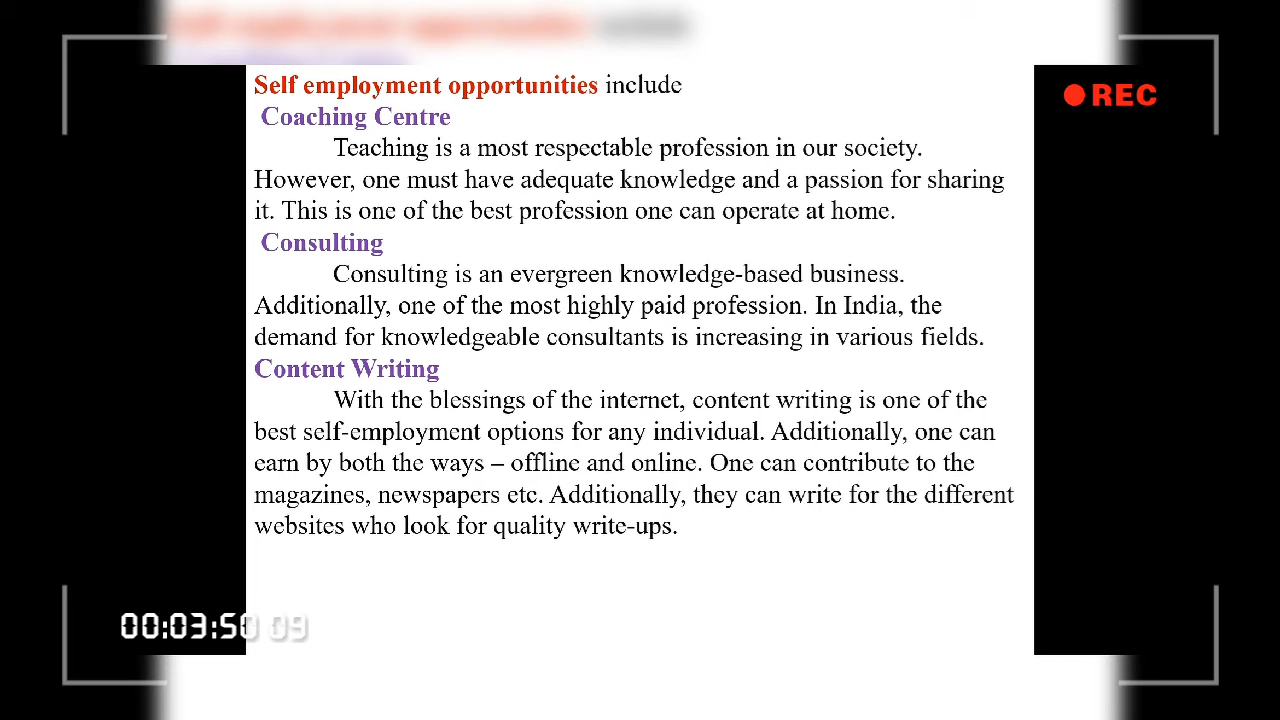 Self employment opportunities include
REC
Coaching Centre
Teaching is a most respectable profession in our society.
However, one must have adequate knowledge and a passion for sharing
it. This is one of the best profession one can operate at home.
Consulting
Consulting is an evergreen knowledge-based business.
Additionally, one of the most highly paid profession. In India, the
demand for knowledgeable consultants is increasing in various fields.
Content Writing
With the blessings of the internet, content writing is one of the
best self-employment options for any individual. Additionally, one can
earn by both the ways – offline and online. One can contribute to the
magazines, newspapers etc. Additionally, they can write for the different
websites who look for quality write-ups.
00:03:50 09